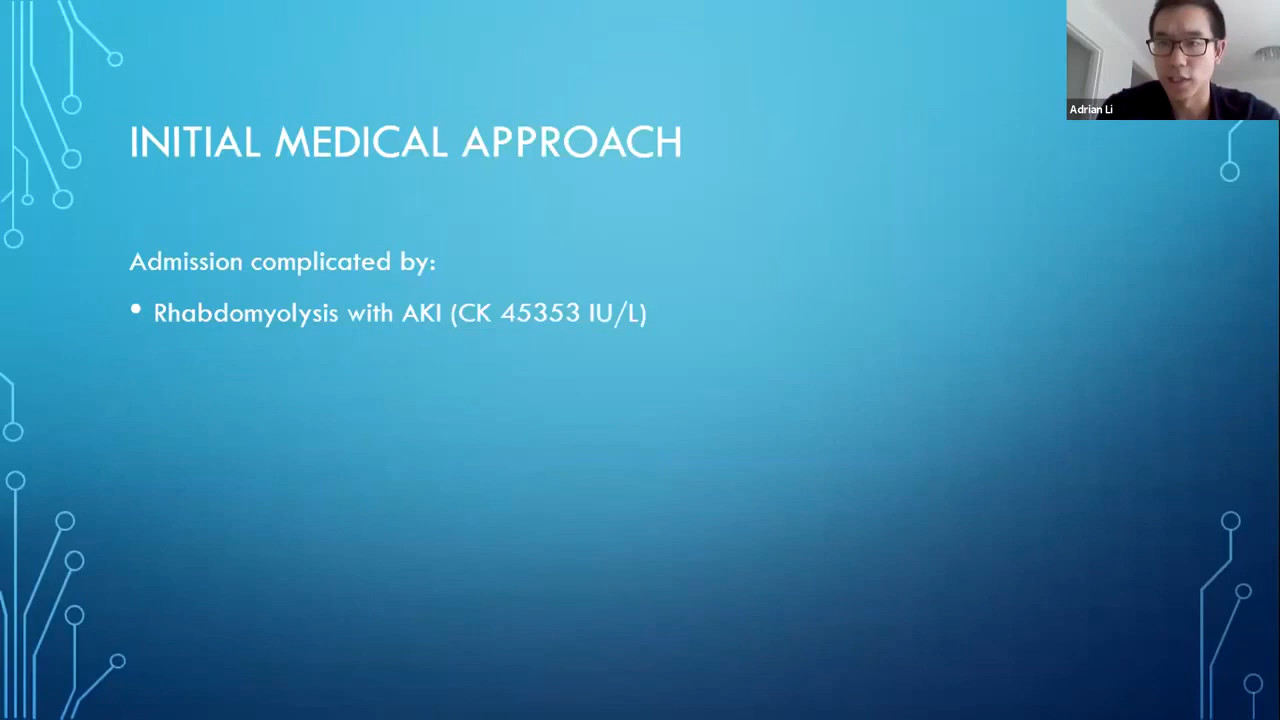 Adrian Li
INITIAL MEDICAL APPROACH
Admission complicated by:
• Rhabdomyolysis with AKI (CK 45353 IU/L)